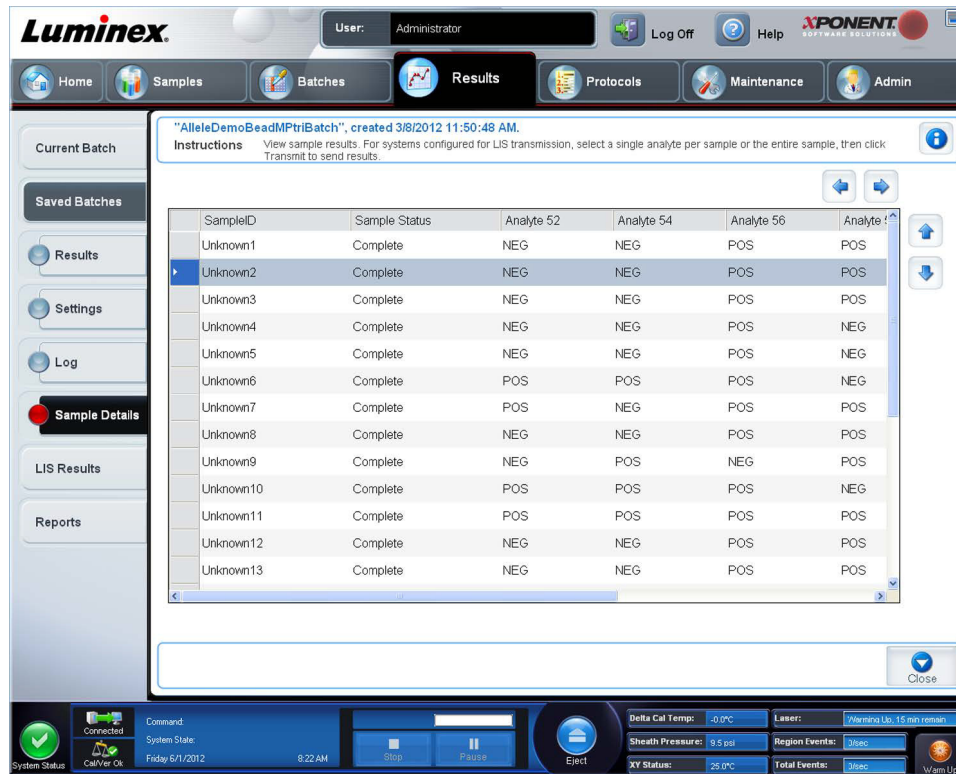 Luminex.
User: Administrator
Log Off
Help
XPONENT.
SOFTWARE SOLUTIONS
Home
Samples
Batches
Results
Protocols
Maintenance
Admin
Current Batch
Saved Batches
Results
Settings
Log
Sample Details
LIS Results
Reports
"AlleleDemoBeadMPtriBatch", created 3/8/2012 11:50:48 AM.
Instructions View sample results. For systems configured for LIS transmission, select a single analyte per sample or the entire sample, then click
Transmit to send results.
SampleID Sample Status Analyte 52 Analyte 54 Analyte 56 Analyte
Unknown1 Complete NEG NEG POS POS
Unknown2 Complete NEG NEG POS POS
Unknown3 Complete NEG NEG POS POS
Unknown4 Complete NEG NEG POS NEG
Unknown5 Complete NEG NEG POS NEG
Unknown6 Complete POS POS POS NEG
Unknown7 Complete POS NEG POS POS
Unknown8 Complete NEG NEG POS POS
Unknown9 Complete NEG POS NEG POS
Unknown10 Complete POS POS POS NEG
Unknown11 Complete POS POS POS POS
Unknown12 Complete NEG NEG POS POS
Unknown13 Complete NEG NEG POS POS
Close
System Status
Connected
Cal/Ver Ok
Command:
System State:
Friday 6/1/2012 9:22 AM
Stop
Pause
Eject
Delta Cal Temp: -0.0°C
Laser: Warming Up, 15 min remain
Sheath Pressure: 9.5 psi
Region Events: 0/sec
XY Status: 25.0°C
Total Events: 0/sec
Warm Up